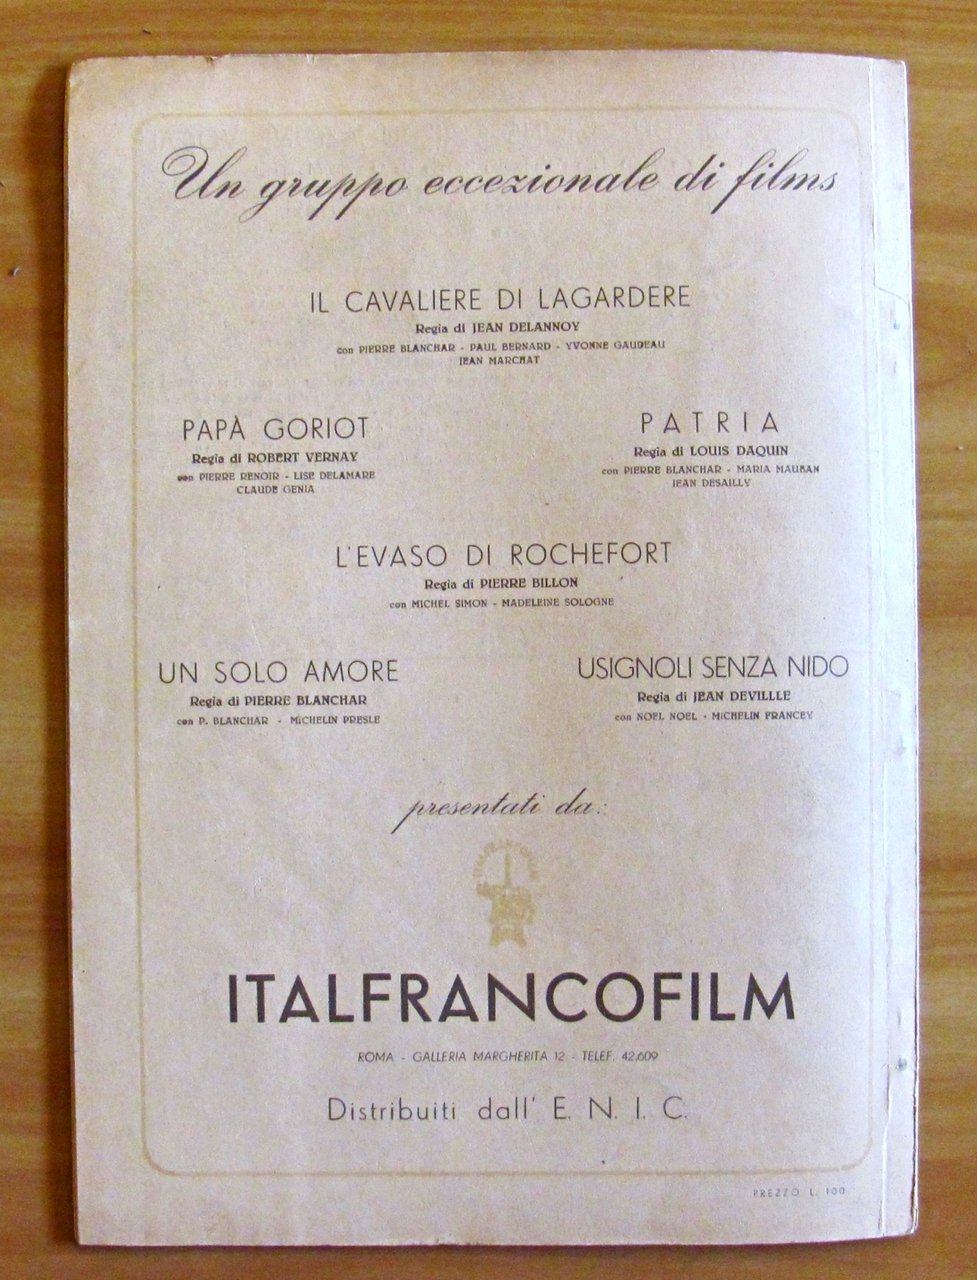 Un gruppo eccezionale di films
IL CAVALIERE DI LAGARDERE
Regia di JEAN DELANNOY
con PIERRE BLANCHAR - PAUL BERNARD - YVONNE GAUDEAU
JEAN MARCHAT
PAPÀ GORIOT
Regia di ROBERT VERNAY
con PIERRE RENOIR - LISE DELAMARE
CLAUDE GENIA
PATRIA
Regia di LOUIS DAQUIN
con PIERRE BLANCHAR - MARIA MAUBAN
JEAN DESAILLY
L'EVASO DI ROCHEFORT
Regia di PIERRE BILLON
con MICHEL SIMON - MADELEINE SOLOGNE
UN SOLO AMORE
Regia di PIERRE BLANCHAR
con P. BLANCHAR - MICHELIN PRESLE
USIGNOLI SENZA NIDO
Regia di JEAN DEVILLLE
con NOEL NOEL - MICHELIN FRANCEY
presentati da:
ITALFRANCOFILM
ITALFRANCOFILM
ROMA - GALLERIA MARGHERITA 12 - TELEF. 42,609
Distribuiti dall' E. N. I. C.
PREZZO L. 100